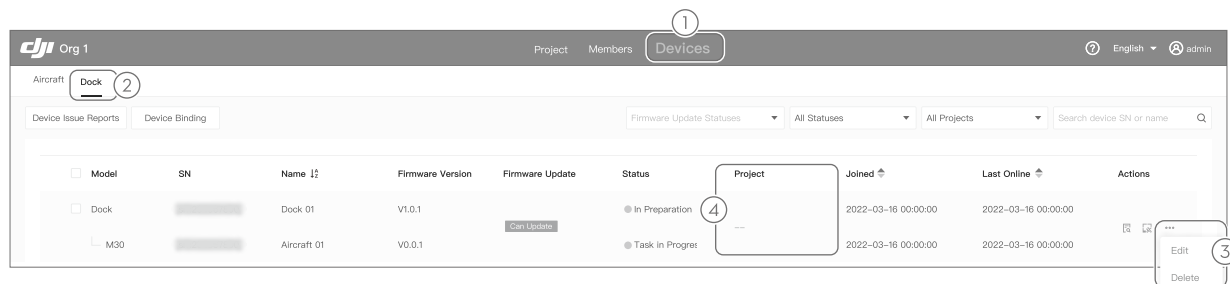 1
dji Org 1 Project Members Devices ? English admin
Aircraft Dock 2
Device Issue Reports Device Binding Firmware Update Statuses All Statuses All Projects Search device SN or name
Model SN Name Firmware Version Firmware Update Status Project Joined Last Online Actions
Dock Dock 01 V1.0.1 Can Update In Preparation 4 --- 2022-03-16 00:00:00 2022-03-16 00:00:00 ...
M30 Aircraft 01 V0.0.1 Task in Progres 2022-03-16 00:00:00 2022-03-16 00:00:00
Edit 3
Delete